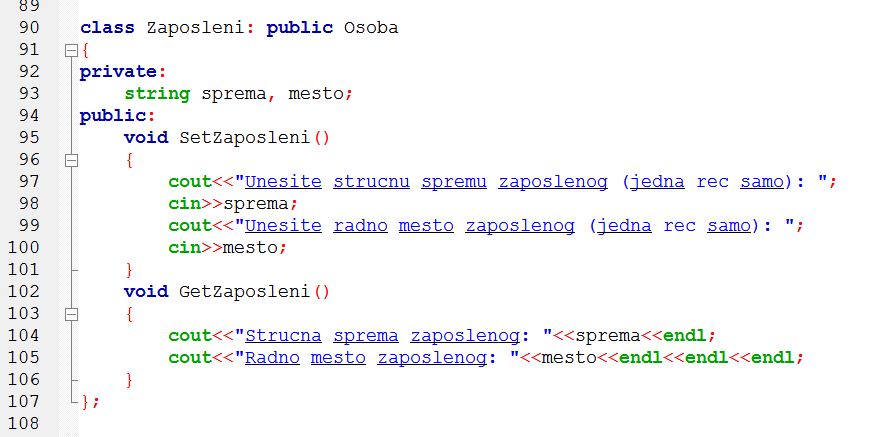 89
90 class Zaposleni: public Osoba
91 {
92 private:
93     string sprema, mesto;
94 public:
95     void SetZaposleni()
96     {
97         cout<<"Unesite strucnu spremu zaposlenog (jedna rec samo): ";
98         cin>>sprema;
99         cout<<"Unesite radno mesto zaposlenog (jedna rec samo): ";
100         cin>>mesto;
101     }
102     void GetZaposleni()
103     {
104         cout<<"Strucna sprema zaposlenog: "<<sprema<<endl;
105         cout<<"Radno mesto zaposlenog: "<<mesto<<endl<<endl<<endl;
106     }
107 };
108